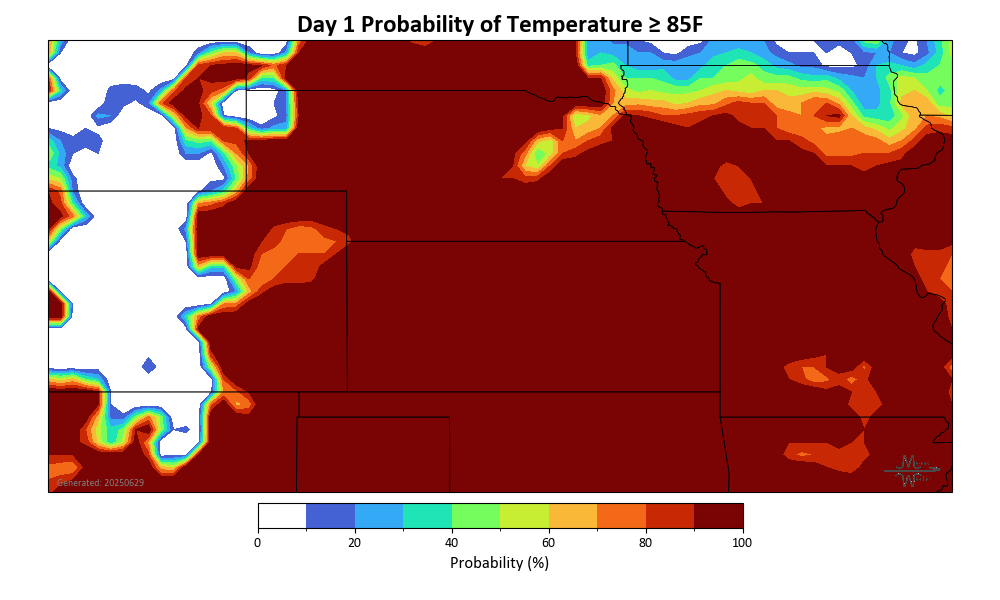 Day 1 Probability of Temperature ≥ 85F
Generated: 20250629
0 20 40 60 80 100
Probability (%)